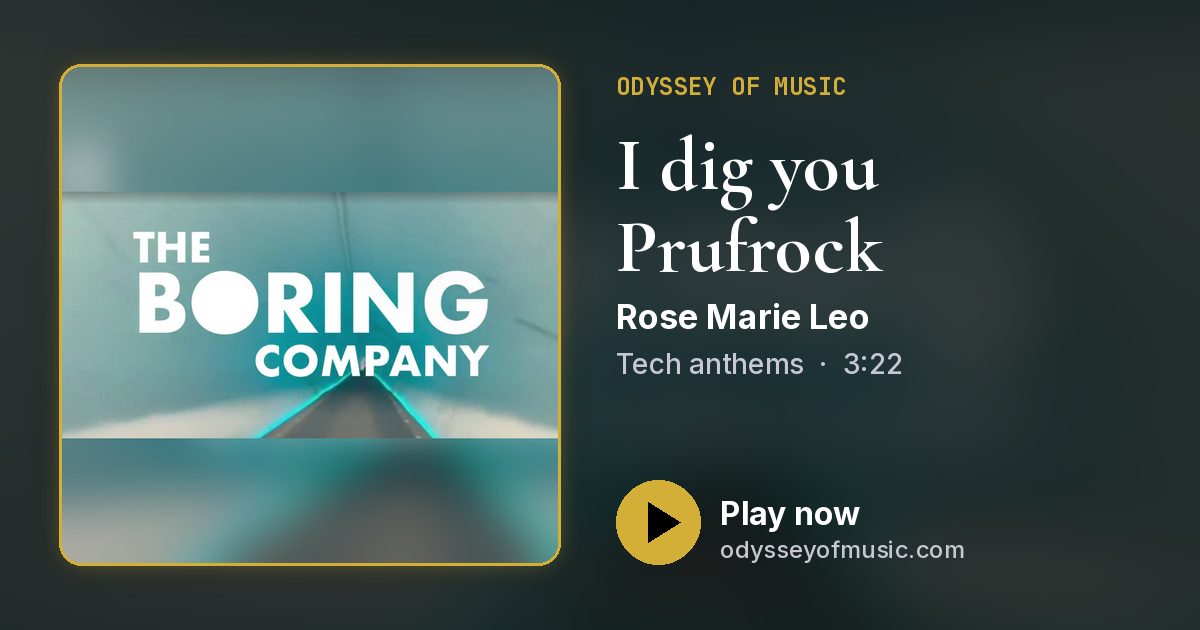 THE
BORING
COMPANY
ODYSSEY OF MUSIC
I dig you
Prufrock
Rose Marie Leo
Tech anthems · 3:22
Play now
odysseyofmusic.com